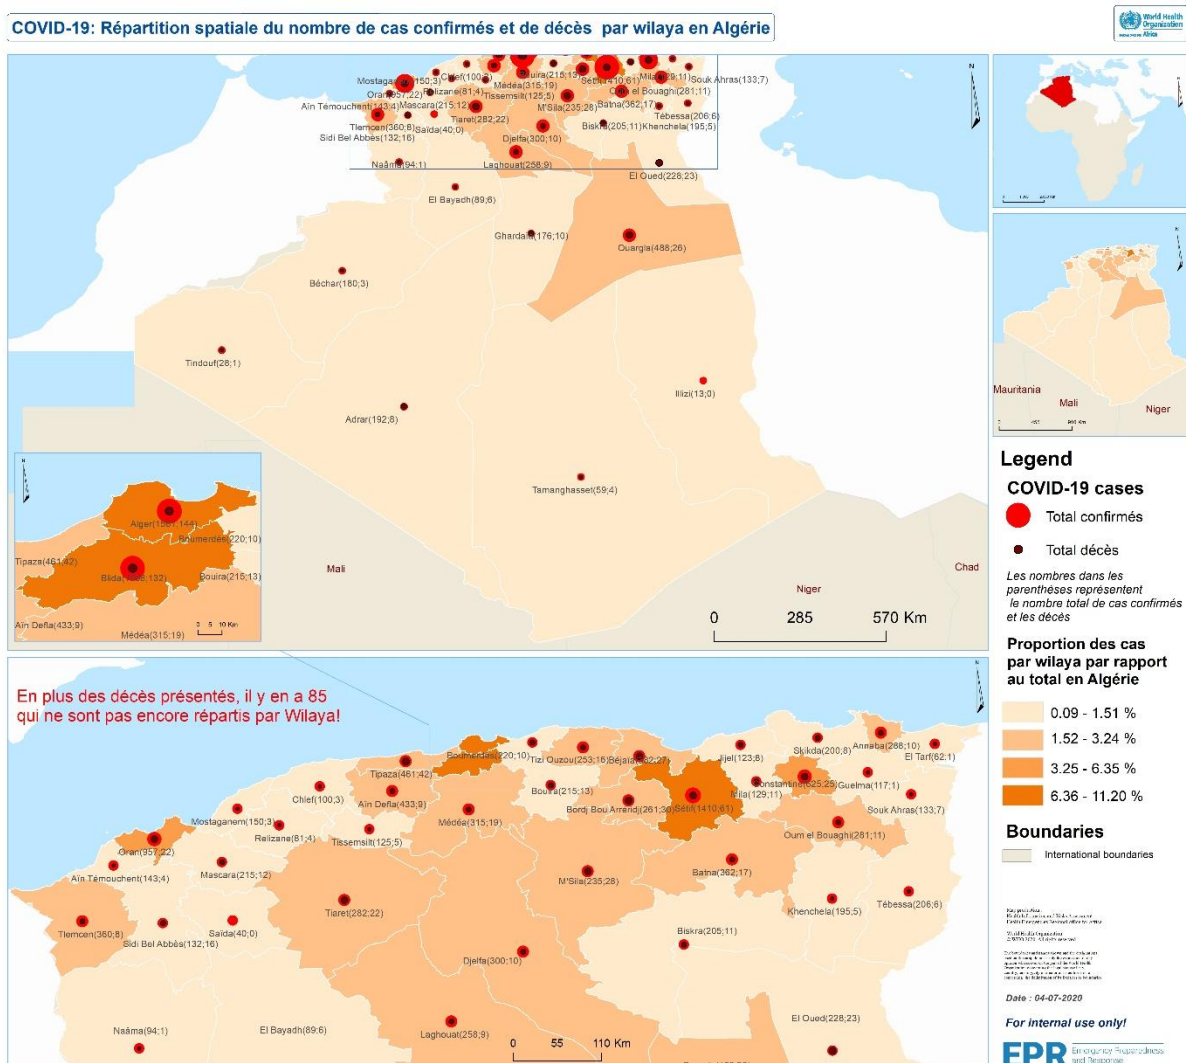 COVID-19: Répartition spatiale du nombre de cas confirmés et de décès par wilaya en Algérie
World Health
Organization
Africa
Mostaganem(150;3)
Chlef(100;3)
Médéa(315;19)
Sétif(1410;61)
Souk Ahras(133;7)
Oran(957;22)
Relizane(81;4)
Tissemsilt(125;5)
Oum el Bouaghi(281;11)
Aïn Témouchent(143;4)
Mascara(215;12)
Tiaret(282;22)
M'Sila(235;28)
Batna(362;17)
Tébessa(206;6)
Tlemcen(360;8)
Saïda(40;0)
Biskra(205;11)
Khenchela(195;5)
Sidi Bel Abbès(132;16)
Djelfa(300;10)
Naâma(94;1)
Laghouat(258;9)
El Oued(228;23)
El Bayadh(89;6)
Ghardaïa(176;10)
Ouargla(488;26)
Béchar(180;3)
Tindouf(28;1)
Illizi(13;0)
Adrar(192;8)
Tamanghasset(59;4)
Mali
Niger
Chad
0 285 570 Km
Boumerdès(220;10)
Tipaza(461;42)
Bouira(215;13)
Aïn Defla(433;9)
Médéa(315;19)
0 5 10 Km
Mauritania
Mali
Niger
Legend
COVID-19 cases
Total confirmés
Total décès
Les nombres dans les
parenthèses représentent
le nombre total de cas confirmés
et les décès
Proportion des cas
par wilaya par rapport
au total en Algérie
0.09 - 1.51 %
1.52 - 3.24 %
3.25 - 6.35 %
6.36 - 11.20 %
Boundaries
International boundaries
Date : 04-07-2020
For internal use only!
EPR
Emergency Preparedness
and Response
En plus des décès présentés, il y en a 85
qui ne sont pas encore répartis par Wilaya!
Boumerdès(220;10)
Tizi Ouzou(253;16)
Jijel(123;8)
Skikda(200;8)
Annaba(288;10)
El Tarf(62;1)
Tipaza(461;42)
Aïn Defla(433;9)
Bouira(215;13)
Bordj Bou Arreridj(261;30)
Sétif(1410;61)
Mila(129;11)
Constantine(625;25)
Guelma(117;1)
Souk Ahras(133;7)
Chlef(100;3)
Mostaganem(150;3)
Relizane(81;4)
Tissemsilt(125;5)
Médéa(315;19)
Oum el Bouaghi(281;11)
Oran(957;22)
Aïn Témouchent(143;4)
Mascara(215;12)
M'Sila(235;28)
Batna(362;17)
Tiaret(282;22)
Khenchela(195;5)
Tébessa(206;6)
Tlemcen(360;8)
Sidi Bel Abbès(132;16)
Saïda(40;0)
Biskra(205;11)
Djelfa(300;10)
Naâma(94;1)
El Bayadh(89;6)
Laghouat(258;9)
El Oued(228;23)
0 55 110 Km